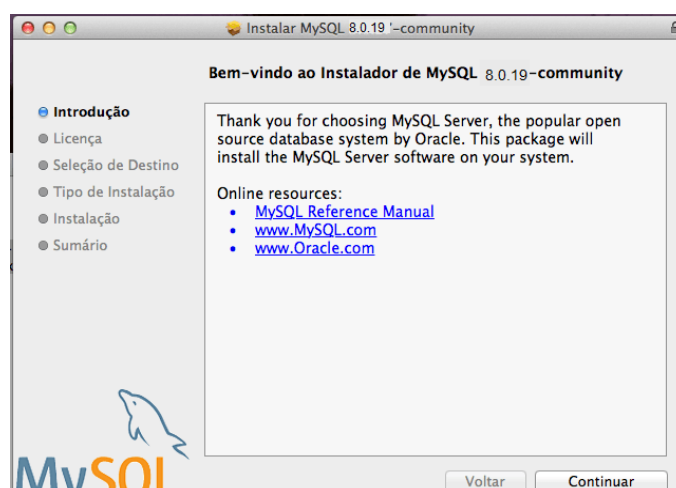 Instalar MySQL 8.0.19 '-community
Bem-vindo ao Instalador de MySQL 8.0.19-community
Introdução
Licença
Seleção de Destino
Tipo de Instalação
Instalação
Sumário
Thank you for choosing MySQL Server, the popular open
source database system by Oracle. This package will
install the MySQL Server software on your system.
Online resources:
• MySQL Reference Manual
• www.MySQL.com
• www.Oracle.com
MySQL
Voltar
Continuar